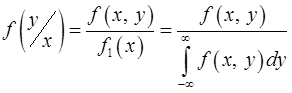 f(y/x) = f(x, y)/f₁(x) = f(x, y)/∫_{-∞}^{∞} f(x, y)dy